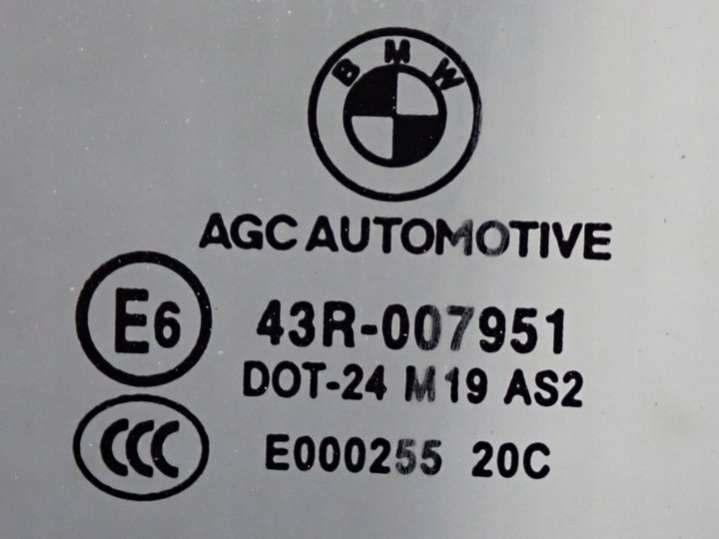 BMW
AGC AUTOMOTIVE
E6 43R-007951
DOT-24 M19 AS2
CCC E000255 20C